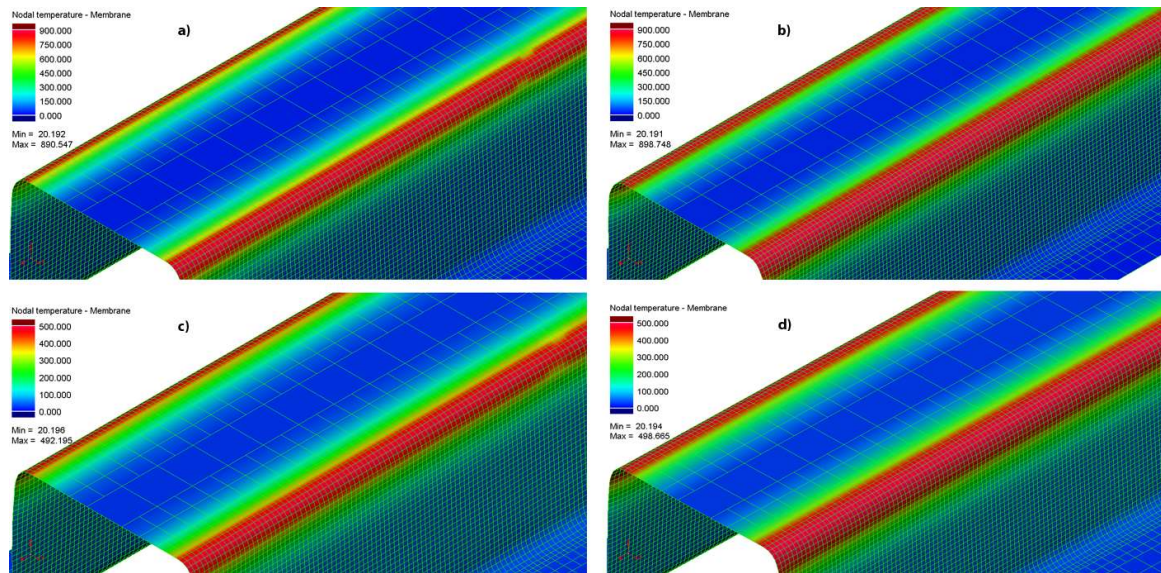 Nodal temperature - Membrane
a)
900.000
750.000
600.000
450.000
300.000
150.000
0.000
Min = 20.192
Max = 890.547
Nodal temperature - Membrane
b)
900.000
750.000
600.000
450.000
300.000
150.000
0.000
Min = 20.191
Max = 898.748
Nodal temperature - Membrane
c)
500.000
400.000
300.000
200.000
100.000
0.000
Min = 20.196
Max = 492.195
Nodal temperature - Membrane
d)
500.000
400.000
300.000
200.000
100.000
0.000
Min = 20.194
Max = 498.665